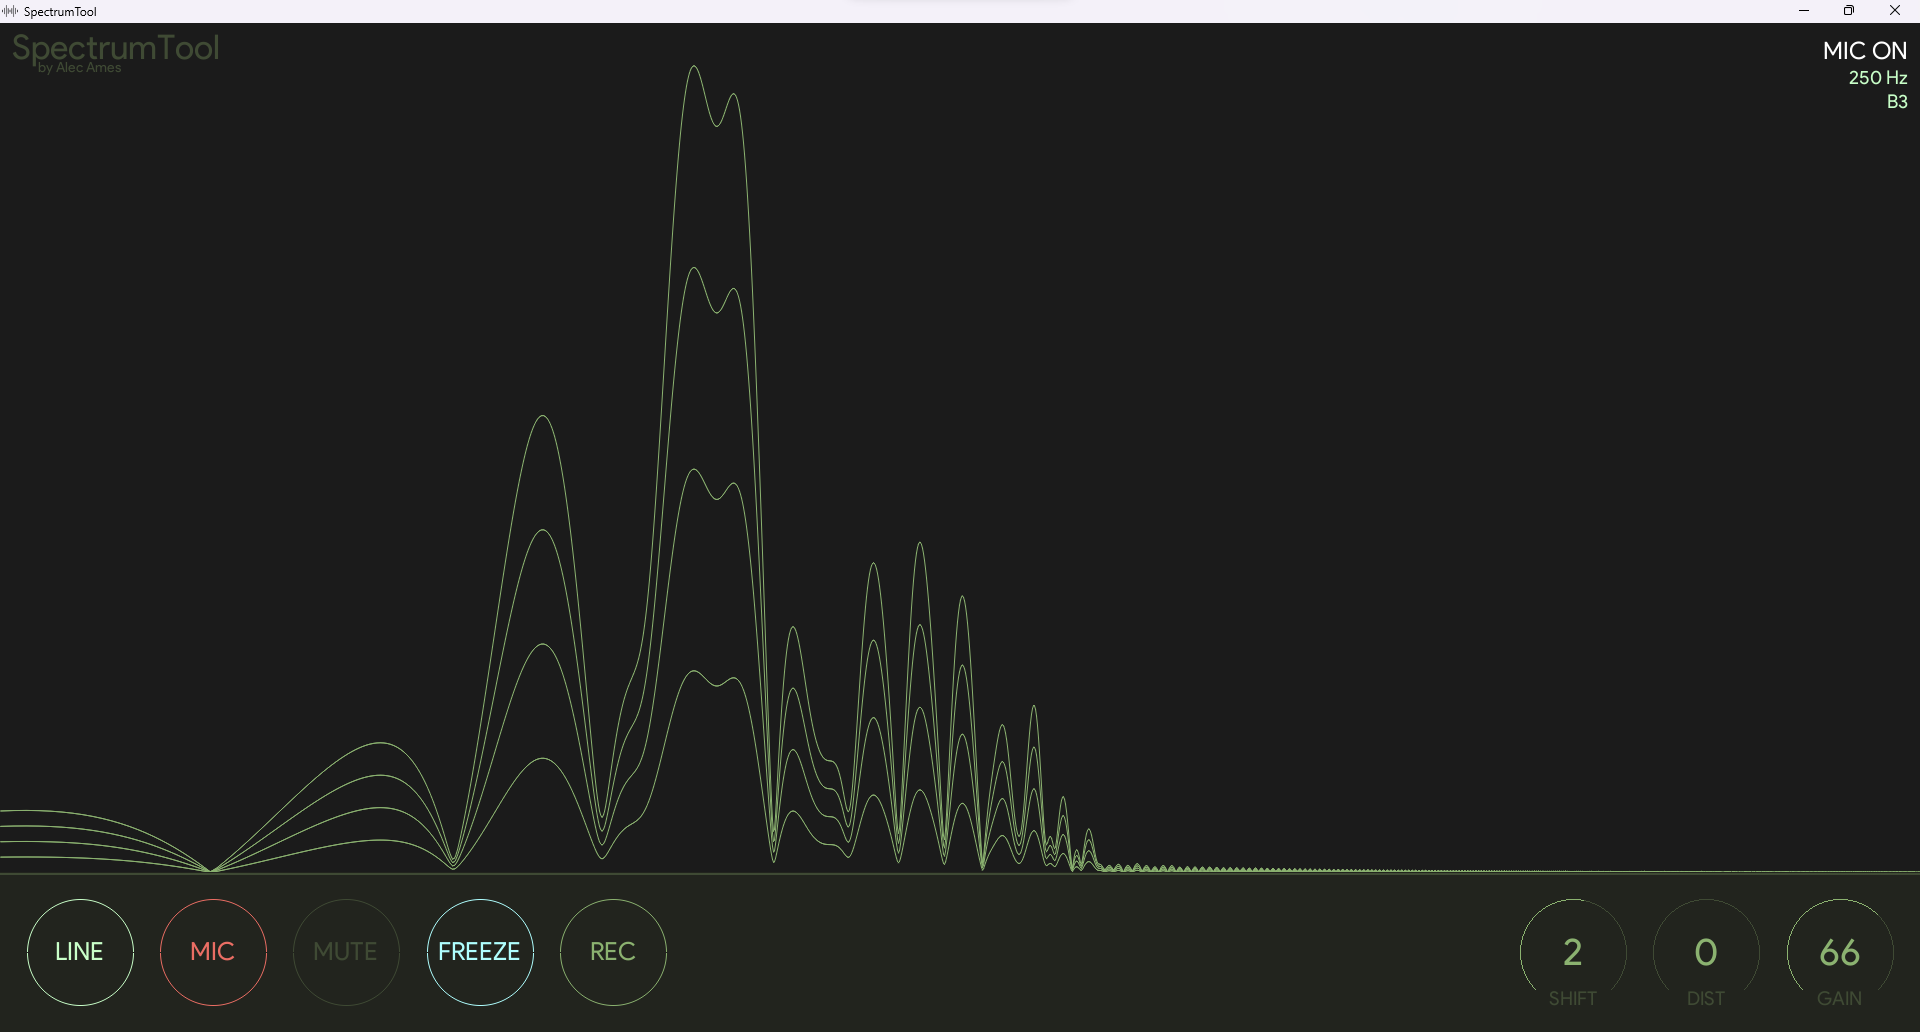 SpectrumTool
SpectrumTool
by Alec Ames
MIC ON
250 Hz
B3
LINE
MIC
MUTE
FREEZE
REC
2
SHIFT
0
DIST
66
GAIN